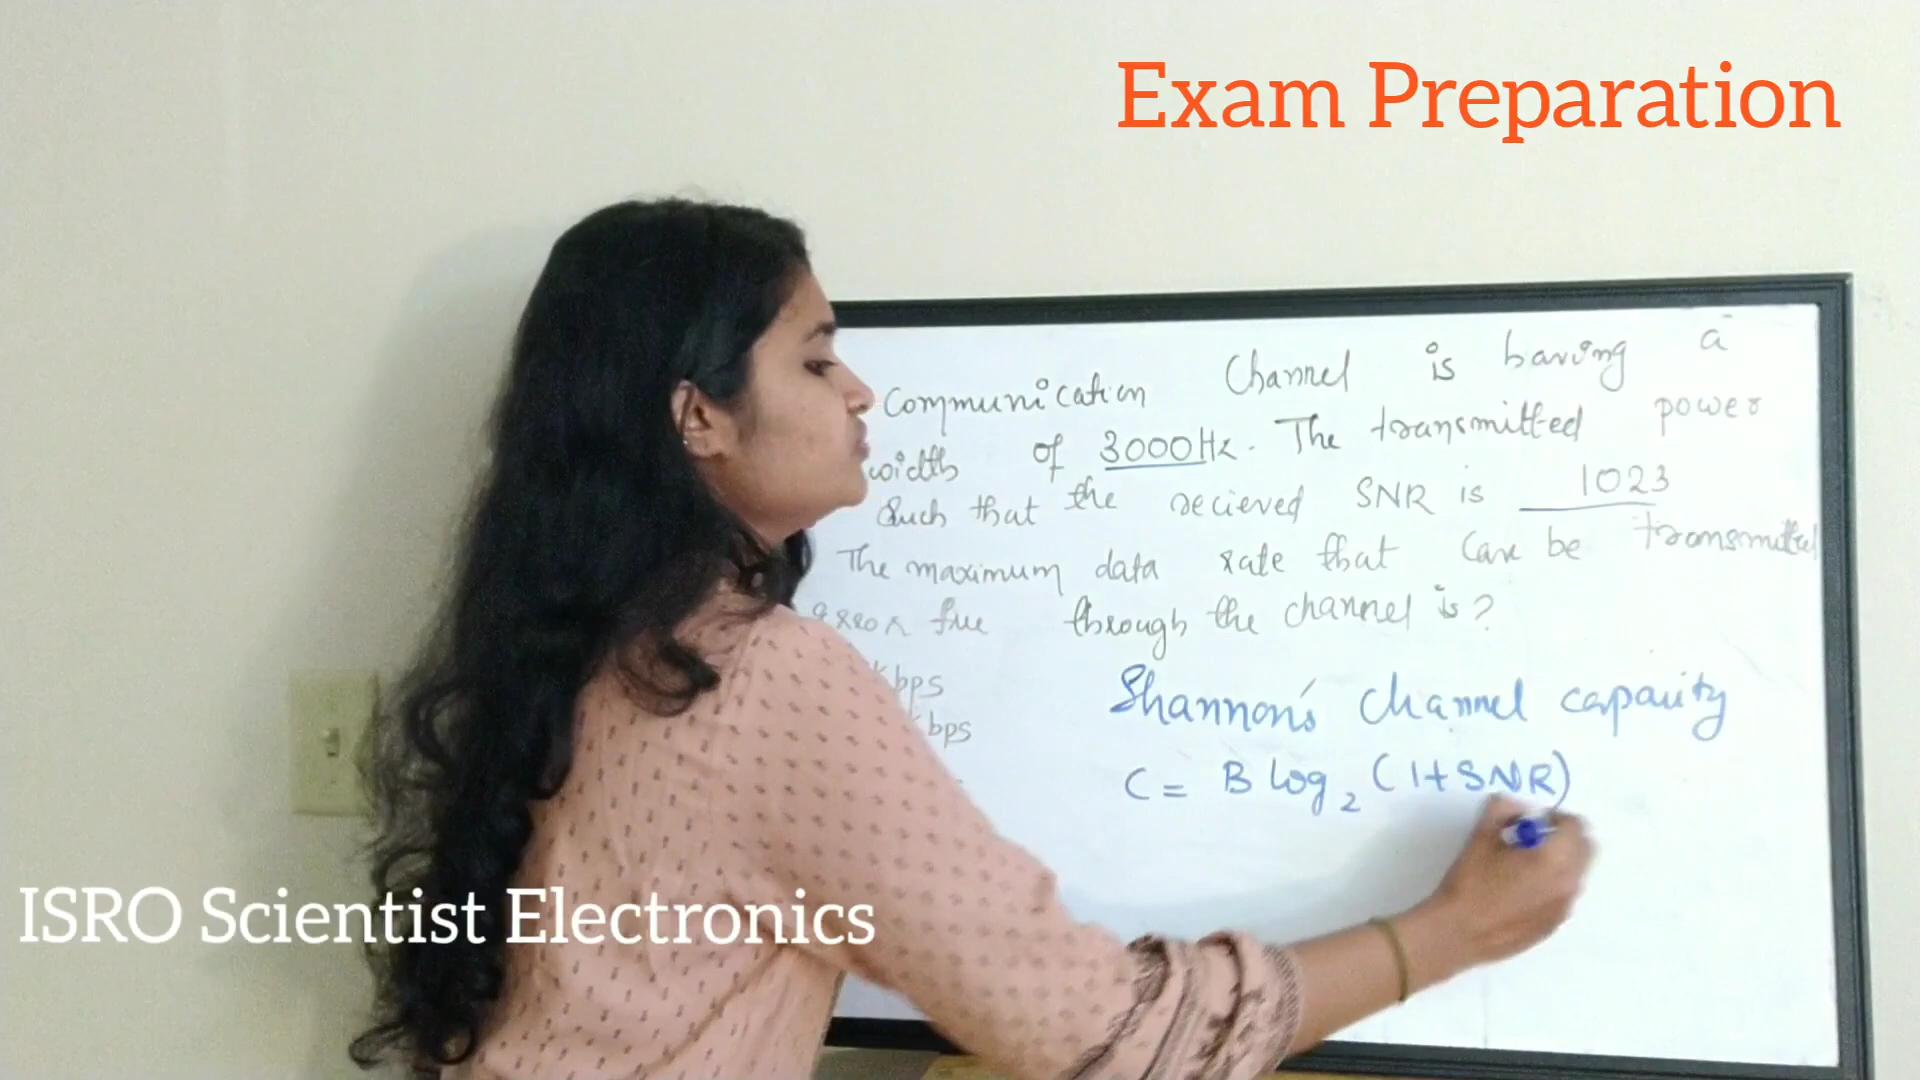 Exam Preparation
Communication Channel is having a
width of 3000Hz. The transmitted power
Such that the recieved SNR is 1023
The maximum data rate that can be transmitted
error free through the channel is?
kbps
kbps
Shannon's channel capacity
C = B log₂ (1+SNR)
ISRO Scientist Electronics